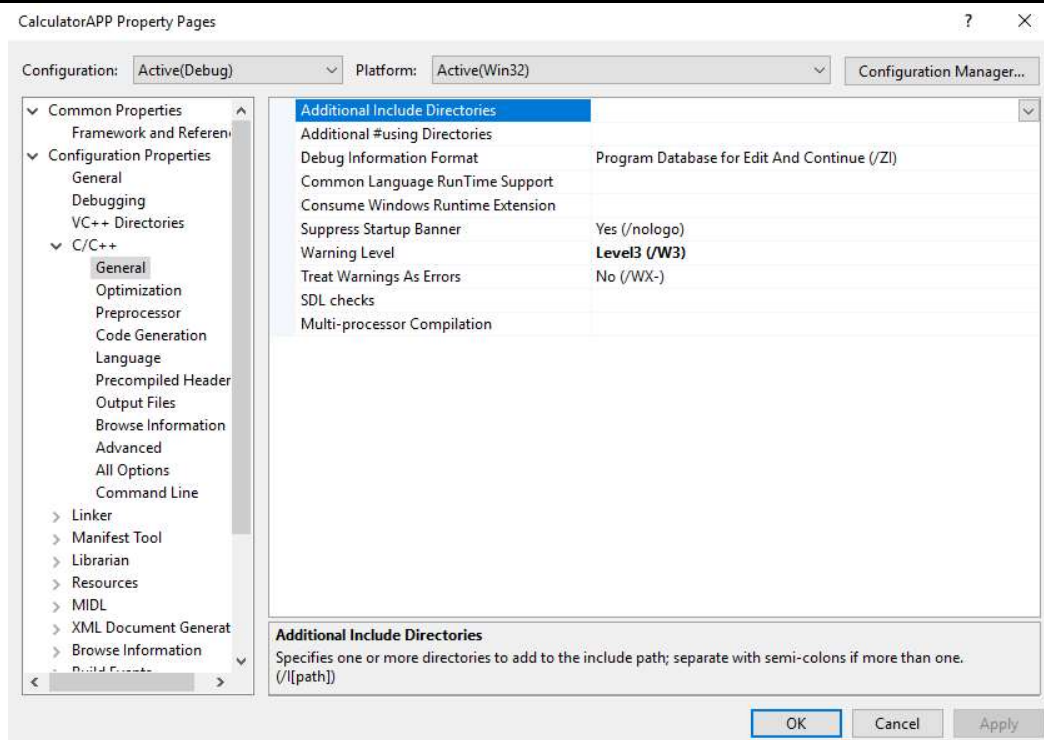 CalculatorAPP Property Pages ? ×
Configuration: Active(Debug) Platform: Active(Win32) Configuration Manager...
Common Properties
Framework and Referen
Configuration Properties
General
Debugging
VC++ Directories
C/C++
General
Optimization
Preprocessor
Code Generation
Language
Precompiled Header
Output Files
Browse Information
Advanced
All Options
Command Line
Linker
Manifest Tool
Librarian
Resources
MIDL
XML Document Generat
Browse Information
Build Events
Additional Include Directories
Additional #using Directories
Debug Information Format Program Database for Edit And Continue (/ZI)
Common Language RunTime Support
Consume Windows Runtime Extension
Suppress Startup Banner Yes (/nologo)
Warning Level Level3 (/W3)
Treat Warnings As Errors No (/WX-)
SDL checks
Multi-processor Compilation
Additional Include Directories
Specifies one or more directories to add to the include path; separate with semi-colons if more than one.
(/I[path])
OK Cancel Apply